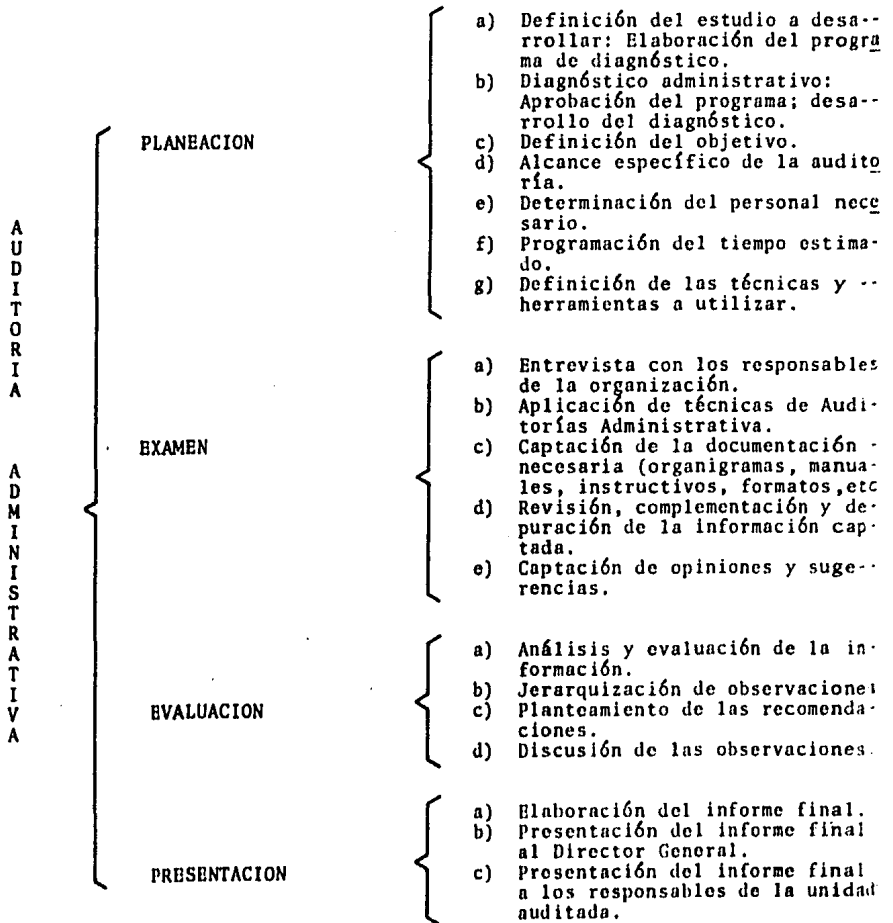 AUDITORIA ADMINISTRATIVA
PLANEACION
a) Definición del estudio a desa--
rrollar: Elaboración del progra
ma de diagnóstico.
b) Diagnóstico administrativo:
Aprobación del programa; desa--
rrollo del diagnóstico.
c) Definición del objetivo.
d) Alcance específico de la audito
ría.
e) Determinación del personal nece
sario.
f) Programación del tiempo estima-
do.
g) Definición de las técnicas y --
herramientas a utilizar.
EXAMEN
a) Entrevista con los responsables
de la organización.
b) Aplicación de técnicas de Audi-
torías Administrativa.
c) Captación de la documentación -
necesaria (organigramas, manua-
les, instructivos, formatos,etc
d) Revisión, complementación y de-
puración de la información cap-
tada.
e) Captación de opiniones y suge--
rencias.
EVALUACION
a) Análisis y evaluación de la in-
formación.
b) Jerarquización de observaciones
c) Planteamiento de las recomenda-
ciones.
d) Discusión de las observaciones.
PRESENTACION
a) Elaboración del informe final.
b) Presentación del informe final
al Director General.
c) Presentación del informe final
a los responsables de la unidad
auditada.